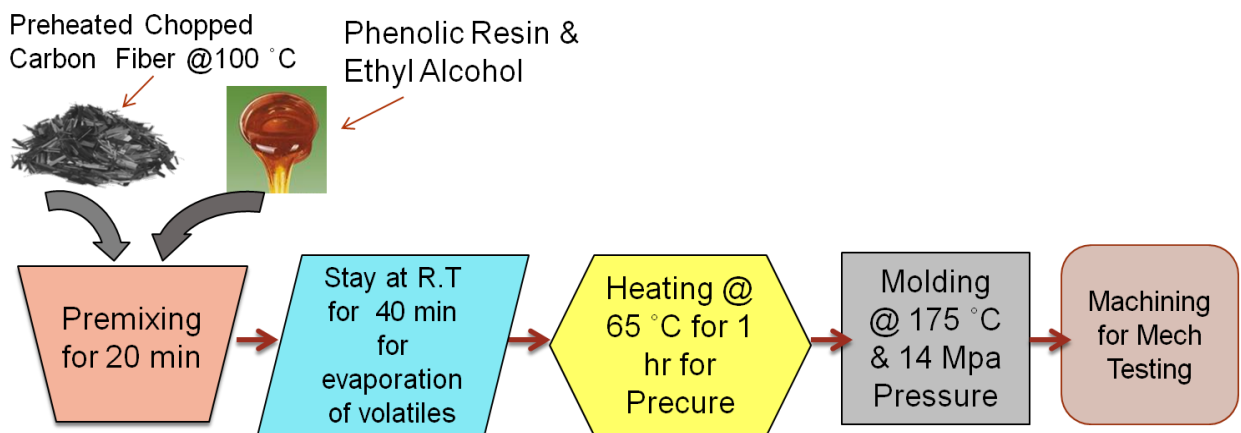 Preheated Chopped
Carbon Fiber @100 °C
Phenolic Resin &
Ethyl Alcohol
Premixing
for 20 min
Stay at R.T
for 40 min
for
evaporation
of volatiles
Heating @
65 °C for 1
hr for
Precure
Molding
@ 175 °C
& 14 Mpa
Pressure
Machining
for Mech
Testing